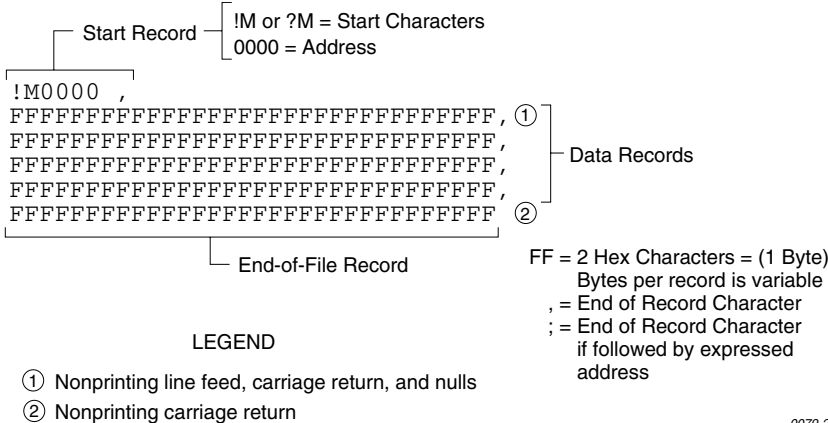 Start Record
!M or ?M = Start Characters
0000 = Address
!M0000 ,
FFFFFFFFFFFFFFFFFFFFFFFFFFFFFFFF, ①
FFFFFFFFFFFFFFFFFFFFFFFFFFFFFFFF,
FFFFFFFFFFFFFFFFFFFFFFFFFFFFFFFF,
FFFFFFFFFFFFFFFFFFFFFFFFFFFFFFFF,
FFFFFFFFFFFFFFFFFFFFFFFFFFFFFFFF ②
Data Records
End-of-File Record
FF = 2 Hex Characters = (1 Byte)
Bytes per record is variable
, = End of Record Character
; = End of Record Character
if followed by expressed
address
LEGEND
① Nonprinting line feed, carriage return, and nulls
② Nonprinting carriage return